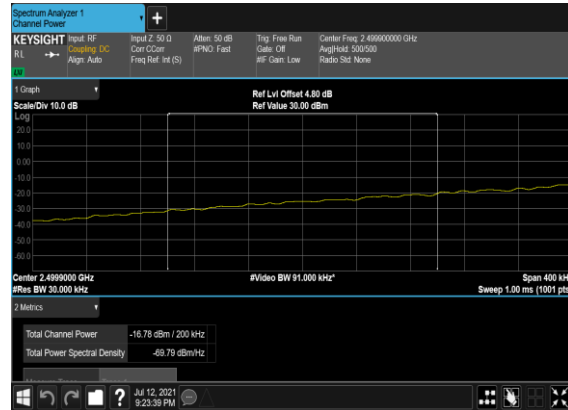 Spectrum Analyzer 1
Channel Power
+
KEYSIGHT Input: RF Input Z: 50 Ω Atten: 50 dB Trig: Free Run Center Freq: 2.499900000 GHz
RL Coupling: DC Corr CCorr #PNO: Fast Gate: Off Avg|Hold: 500/500
Align: Auto Freq Ref: Int (S) #IF Gain: Low Radio Std: None
1 Graph
Ref Lvl Offset 4.80 dB
Scale/Div 10.0 dB Ref Value 30.00 dBm
Log
20.0
10.0
0.00
-10.0
-20.0
-30.0
-40.0
-50.0
-60.0
Center 2.4999000 GHz #Video BW 91.000 kHz* Span 400 kH
#Res BW 30.000 kHz Sweep 1.00 ms (1001 pts
2 Metrics
Total Channel Power -16.78 dBm / 200 kHz
Total Power Spectral Density -69.79 dBm/Hz
?
Jul 12, 2021
9:23:39 PM